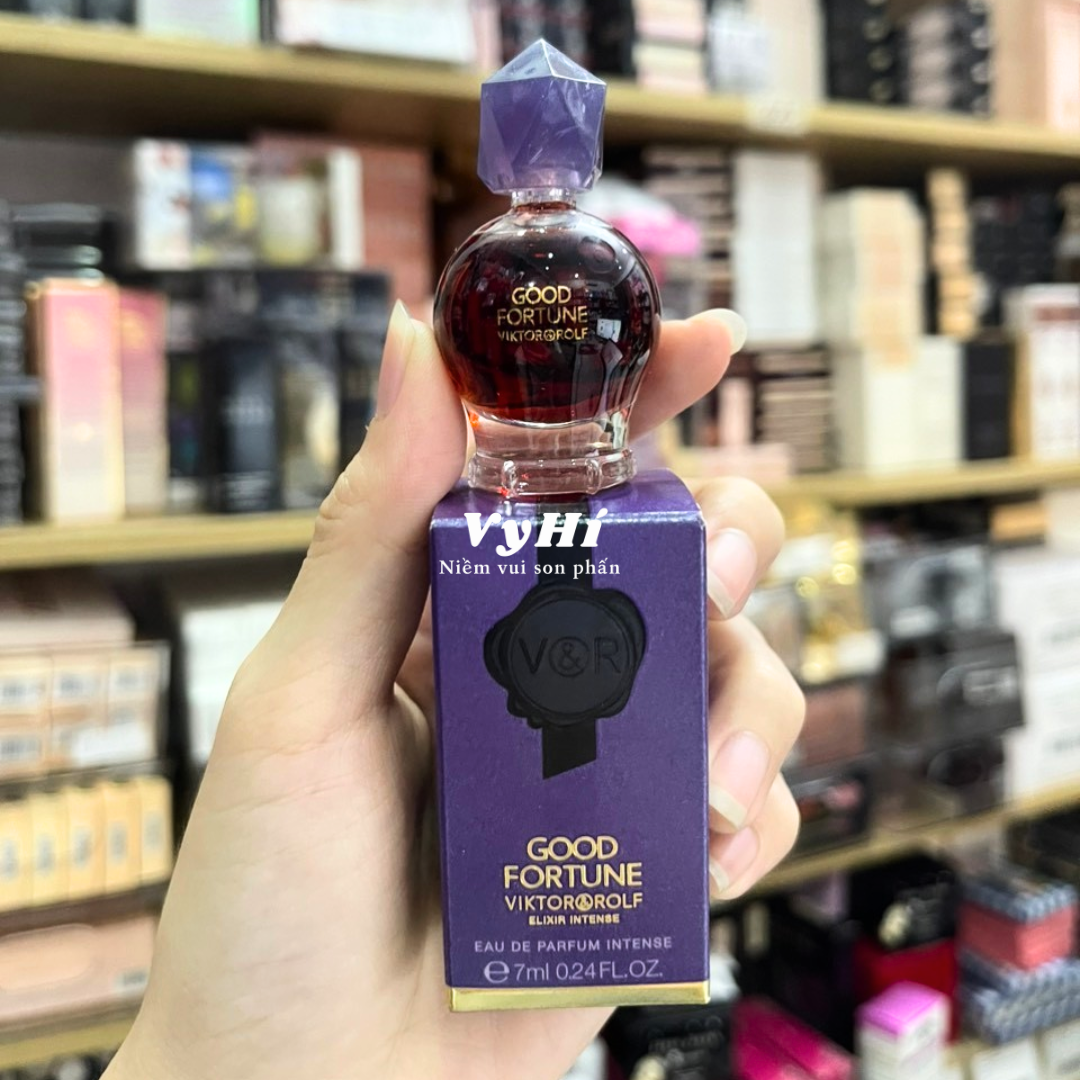 GOOD
FORTUNE
VIKTOR&ROLF
VyHí
Niềm vui son phấn
V&R
GOOD
FORTUNE
VIKTOR&ROLF
ELIXIR INTENSE
EAU DE PARFUM INTENSE
℮7ml 0.24FL.OZ.